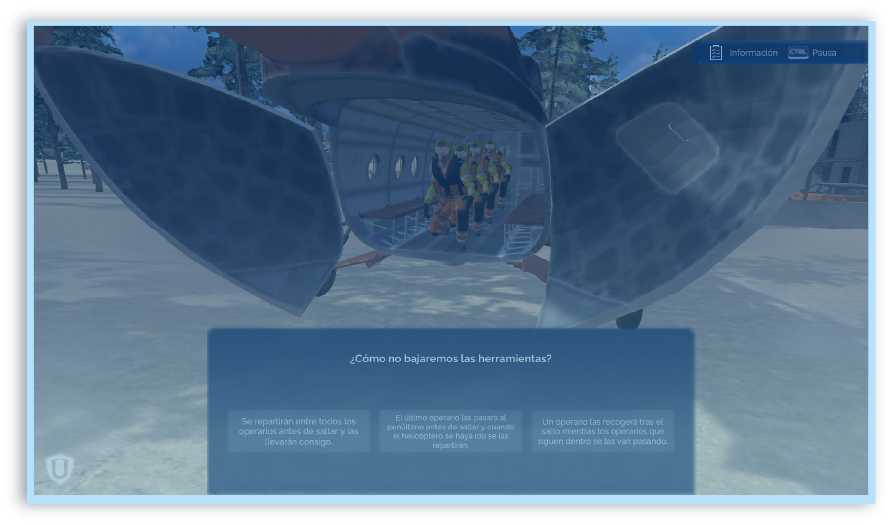 Información CTRL Pausa
¿Cómo no bajaremos las herramientas?
Se repartirán entre todos los
operarios antes de saltar y las
llevarán consigo.
El último operario las pasará al
penúltimo antes de saltar y cuando
el helicóptero se haya ido se las
repartirán.
Un operario las recogerá tras el
salto mientras los operarios que
siguen dentro se las van pasando.
U